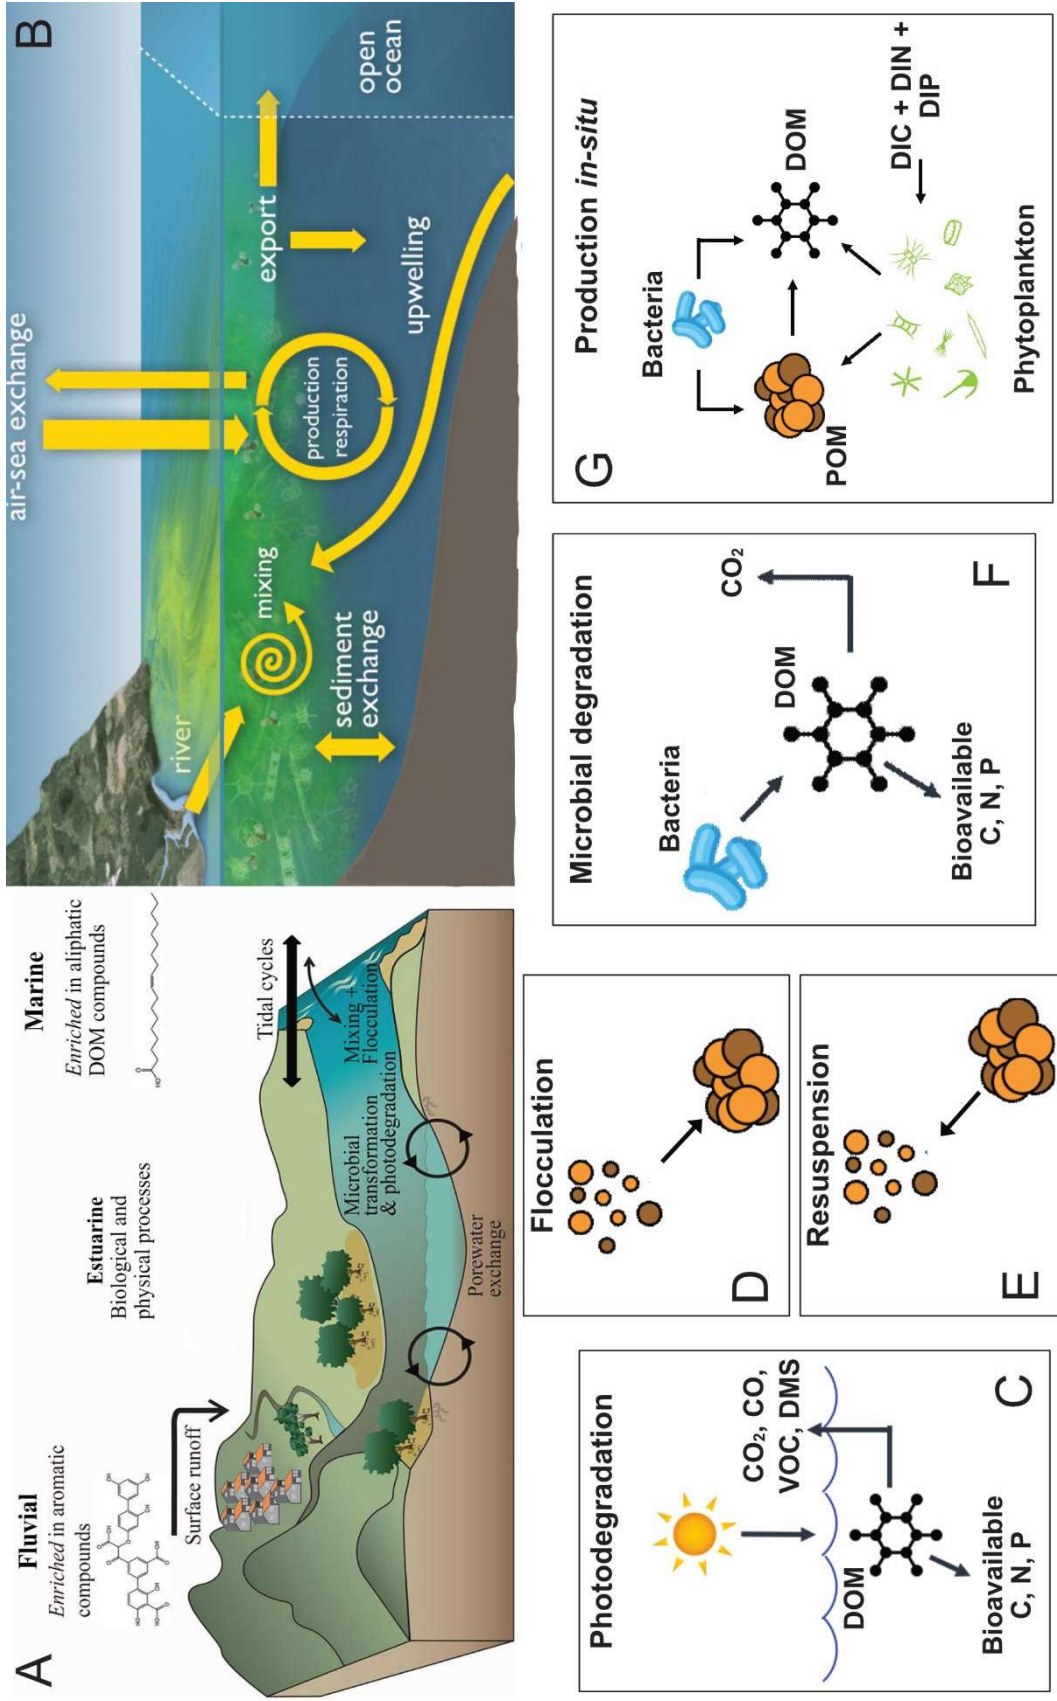 A
Fluvial
Enriched in aromatic
compounds
Estuarine
Biological and
physical processes
Marine
Enriched in aliphatic
DOM compounds
Surface runoff
Tidal cycles
Mixing +
Flocculation
Microbial
transformation
& photodegradation)
Porewater
exchange
B
air-sea exchange
river
mixing
sediment
exchange
production
respiration
export
upwelling
open
ocean
C
Photodegradation
CO₂, CO,
VOC, DMS
DOM
Bioavailable
C, N, P
D
Flocculation
E
Resuspension
F
Microbial degradation
Bacteria
DOM
CO₂
Bioavailable
C, N, P
G
Production in-situ
Bacteria
POM
DOM
DIC + DIN +
DIP
Phytoplankton